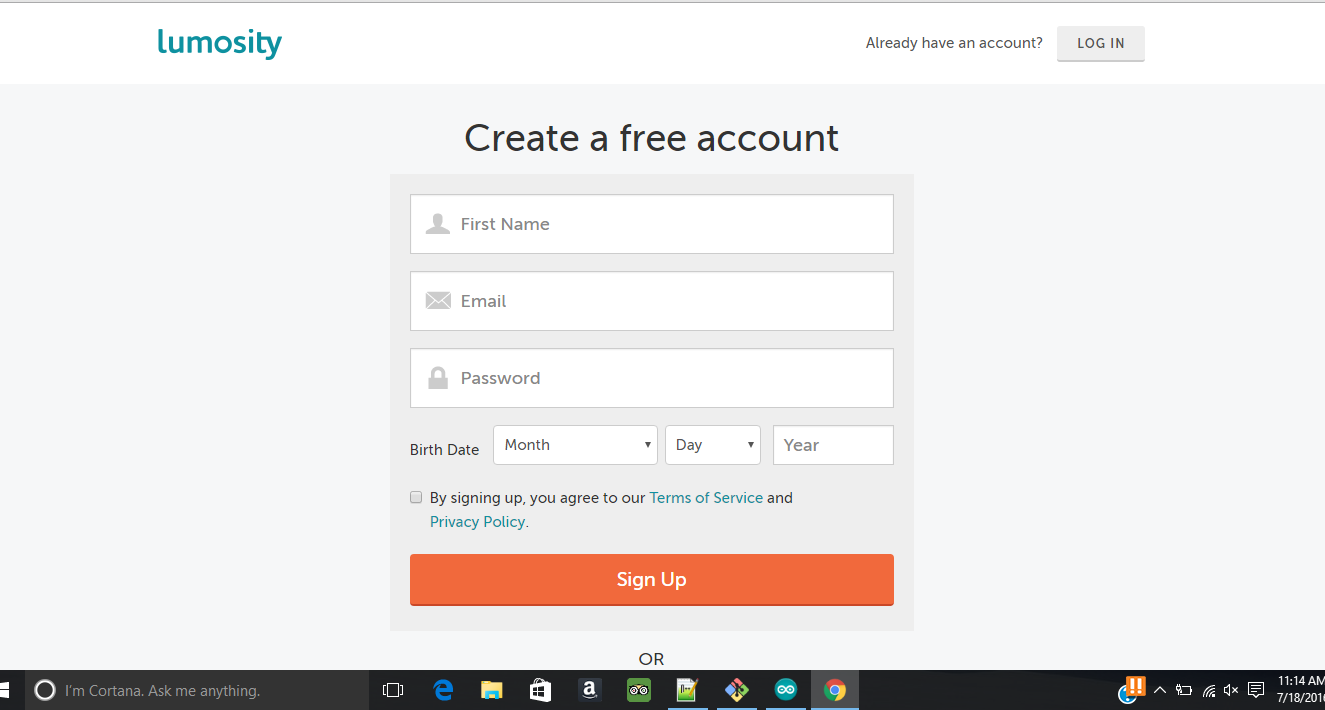 lumosity
Already have an account?
LOG IN
Create a free account
First Name
Email
Password
Birth Date
Month
Day
Year
By signing up, you agree to our Terms of Service and
Privacy Policy.
Sign Up
OR
I'm Cortana. Ask me anything.
11:14 AM
7/18/201